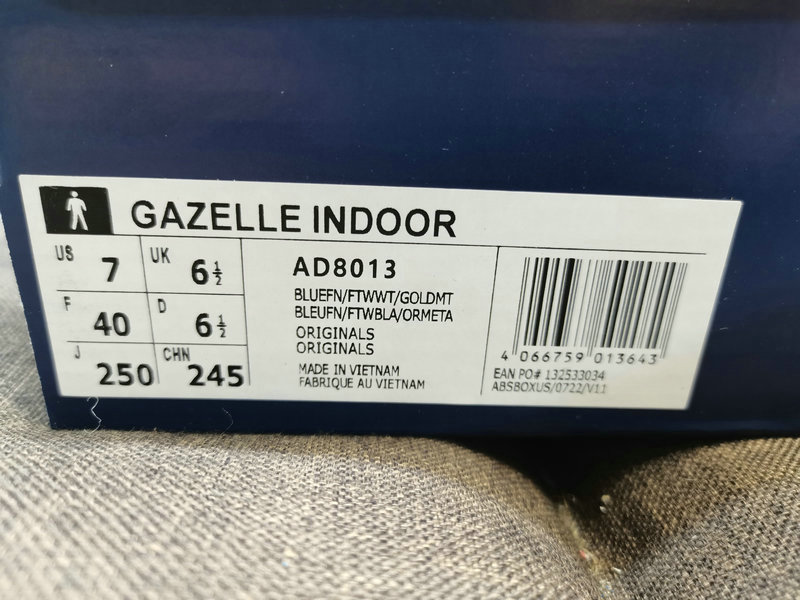 GAZELLE INDOOR
US 7 UK 6½
F 40 D 6½
J 250 CHN 245
AD8013
BLUEFN/FTWWT/GOLDMT
BLEUFN/FTWBLA/ORMETA
ORIGINALS
ORIGINALS
MADE IN VIETNAM
FABRIQUE AU VIETNAM
4 066759 013643
EAN PO# 132533034
ABSBOXUS/0722/V11